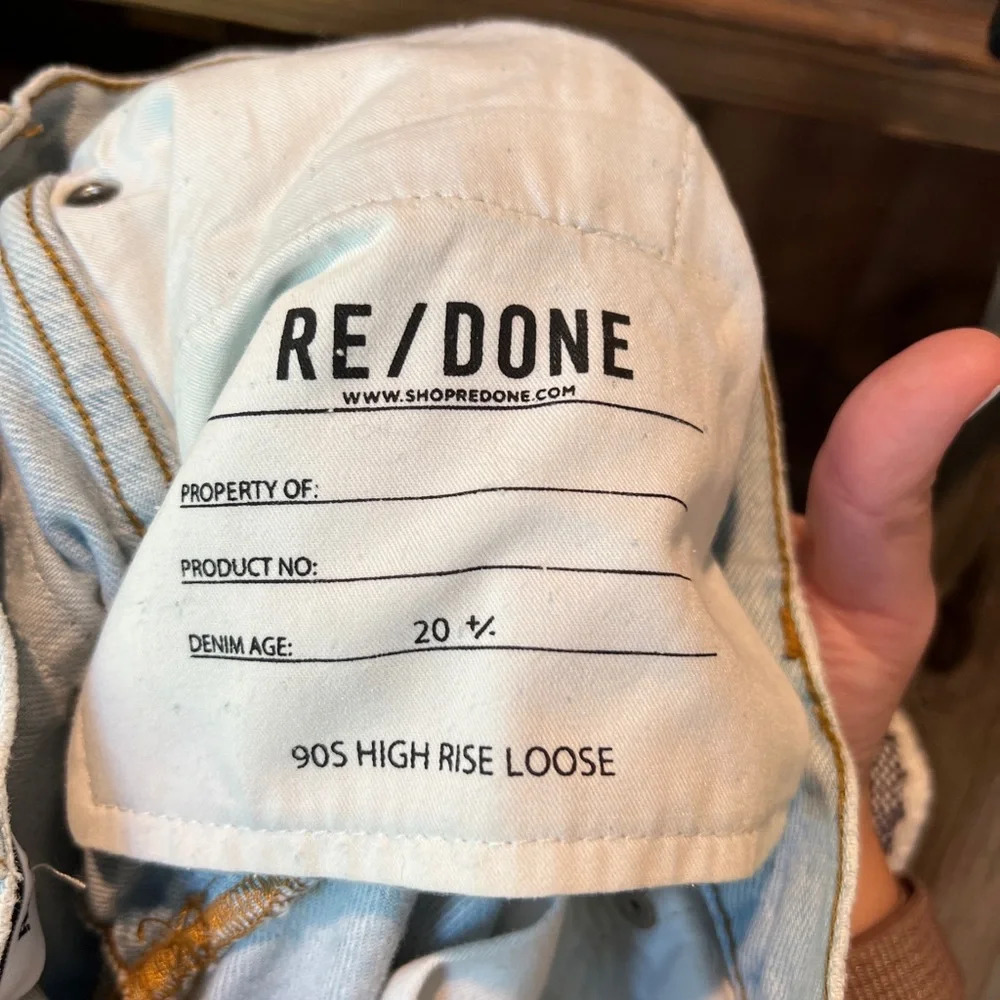 RE/DONE
WWW.SHOPREDONE.COM
PROPERTY OF:
PRODUCT NO:
DENIM AGE: 20 +/-
90S HIGH RISE LOOSE